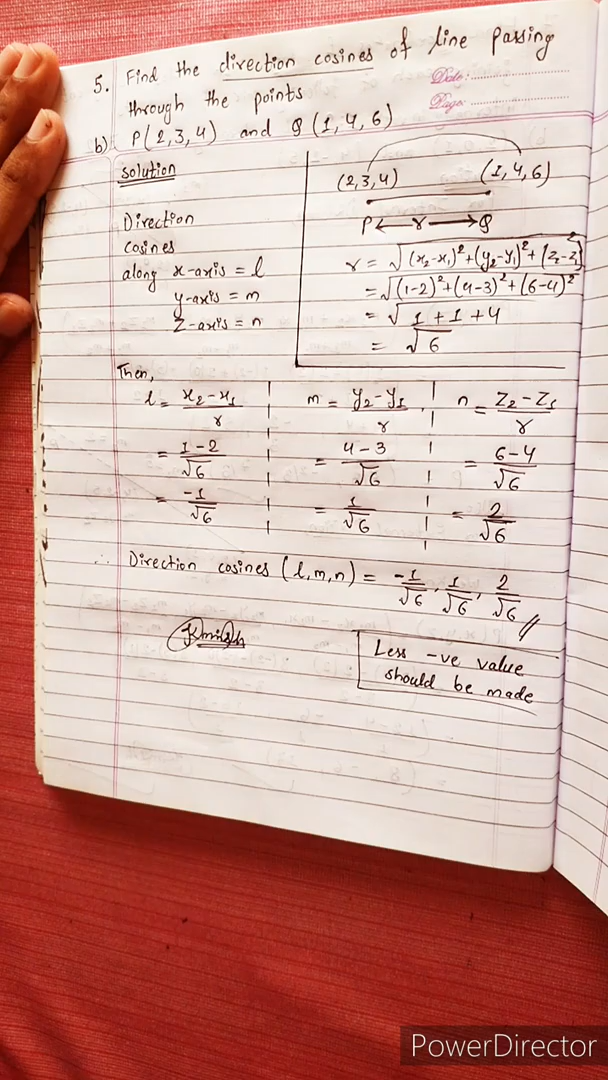 5. Find the direction cosines of line passing
through the points
Date:
Page:
b) P(2,3,4) and Q(1,4,6)
solution
(2,3,4) (1,4,6)
P ← r → Q
Direction
cosines
along x-axis = l
y-axis = m
z-axis = n
r = √(x₂-x₁)²+(y₂-y₁)²+(z₂-z₁
= √(1-2)²+(4-3)²+(6-4)²
= √1+1+4
= √6
Then,
l = x₂-x₁/r
= 1-2/√6
= -1/√6
m = y₂-y₁/r
= 4-3/√6
= 1/√6
n = z₂-z₁/r
= 6-4/√6
= 2/√6
∴ Direction cosines (l,m,n) = -1/√6, 1/√6, 2/√6 //
Less -ve value
should be made
PowerDirector